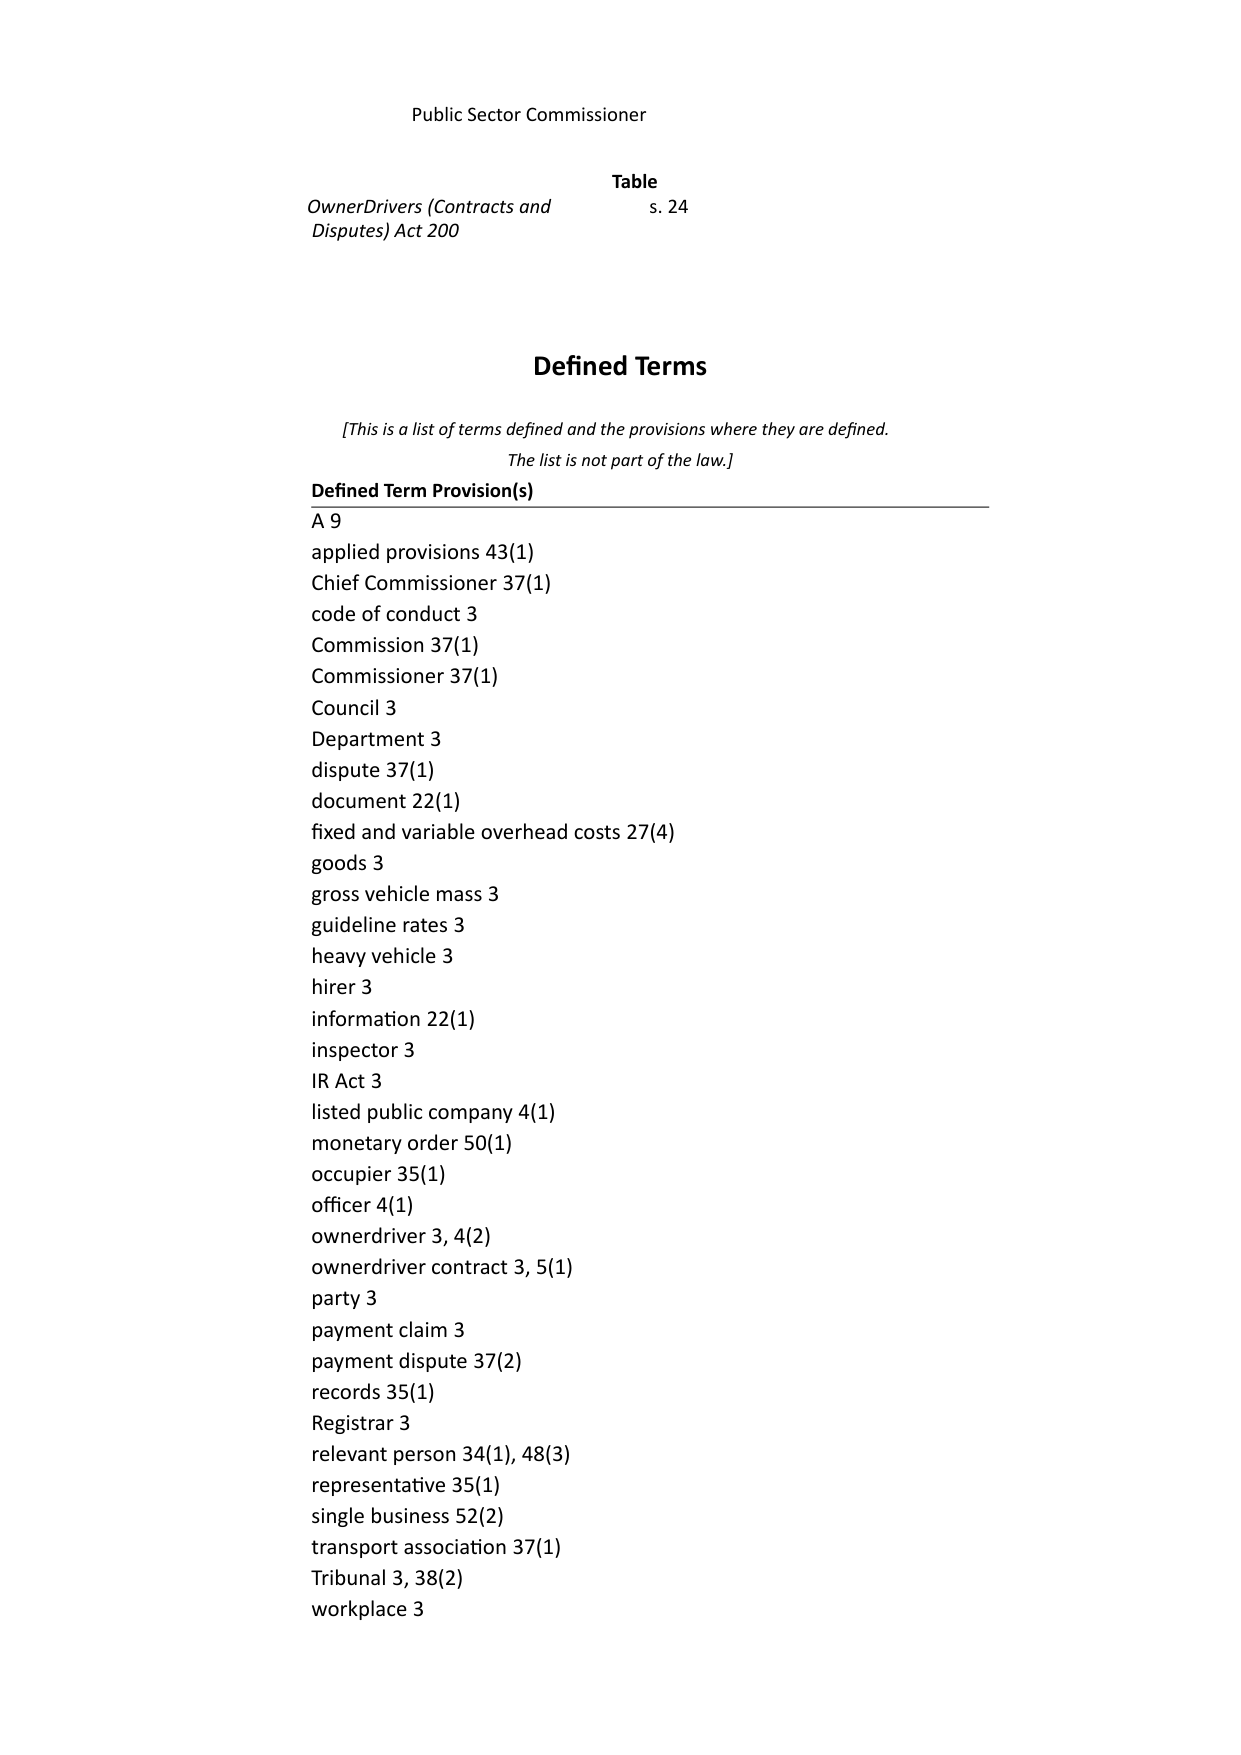 Public Sector Commissioner
Table
OwnerDrivers (Contracts and s. 24
Disputes) Act 200
Defined Terms
[This is a list of terms defined and the provisions where they are defined.
The list is not part of the law.]
Defined Term Provision(s)
A 9
applied provisions 43(1)
Chief Commissioner 37(1)
code of conduct 3
Commission 37(1)
Commissioner 37(1)
Council 3
Department 3
dispute 37(1)
document 22(1)
fixed and variable overhead costs 27(4)
goods 3
gross vehicle mass 3
guideline rates 3
heavy vehicle 3
hirer 3
information 22(1)
inspector 3
IR Act 3
listed public company 4(1)
monetary order 50(1)
occupier 35(1)
officer 4(1)
ownerdriver 3, 4(2)
ownerdriver contract 3, 5(1)
party 3
payment claim 3
payment dispute 37(2)
records 35(1)
Registrar 3
relevant person 34(1), 48(3)
representative 35(1)
single business 52(2)
transport association 37(1)
Tribunal 3, 38(2)
workplace 3